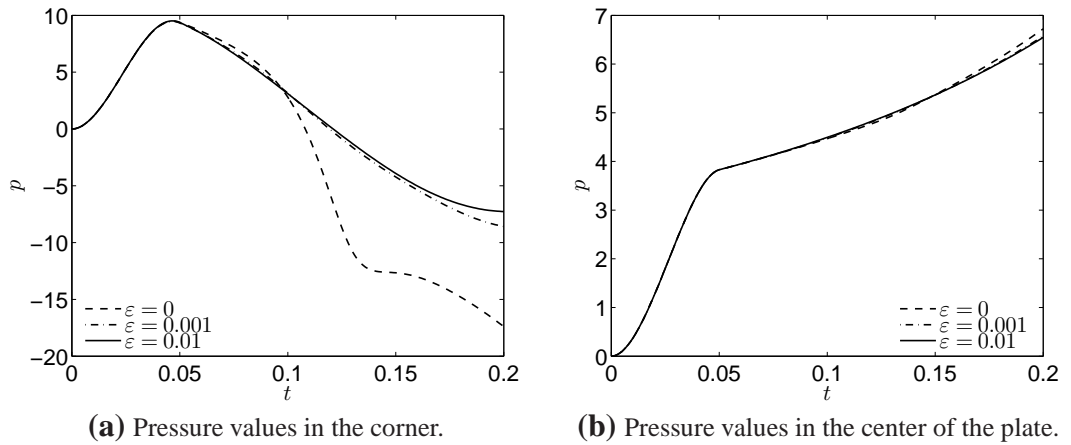 10
5
0
−5
−10
−15
−20
p
ε = 0
ε = 0.001
ε = 0.01
0 0.05 0.1 0.15 0.2
t
(a) Pressure values in the corner.
7
6
5
4
3
2
1
0
p
ε = 0
ε = 0.001
ε = 0.01
0 0.05 0.1 0.15 0.2
t
(b) Pressure values in the center of the plate.